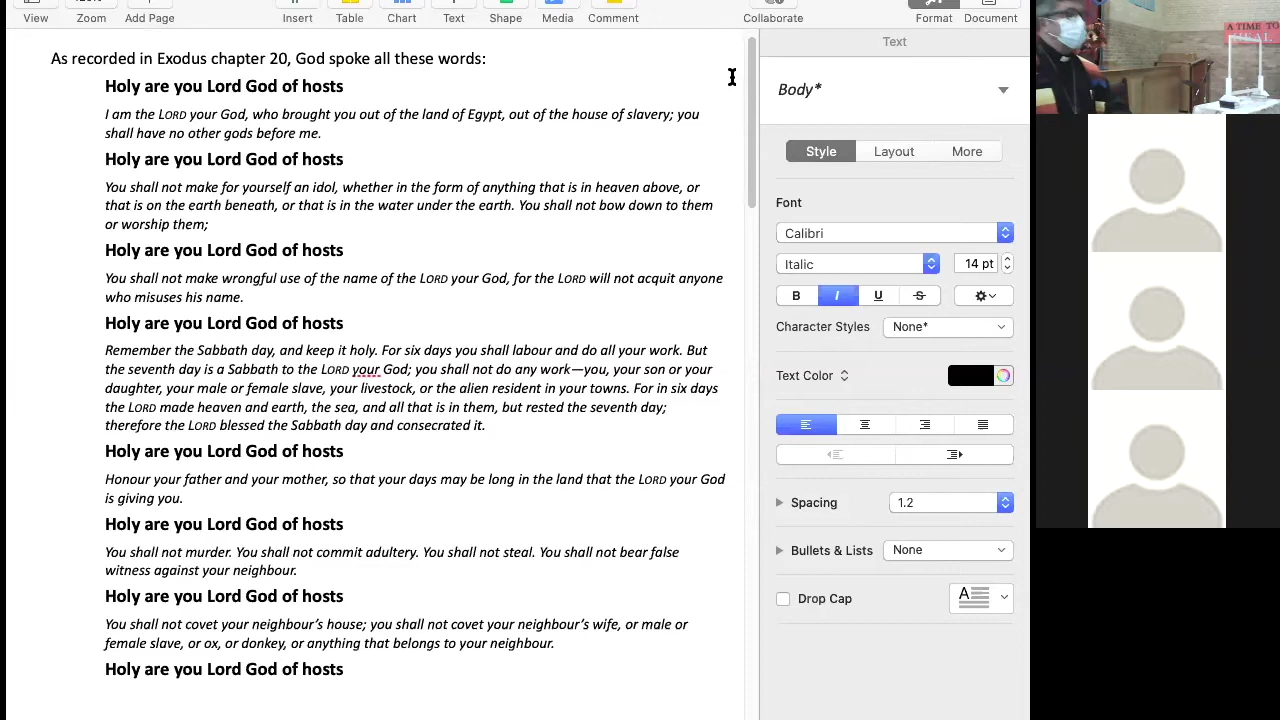 View
Zoom
Add Page
Insert
Table
Chart
Text
Shape
Media
Comment
Collaborate
Format
Document
As recorded in Exodus chapter 20, God spoke all these words:
Holy are you Lord God of hosts
I am the LORD your God, who brought you out of the land of Egypt, out of the house of slavery; you
shall have no other gods before me.
Holy are you Lord God of hosts
You shall not make for yourself an idol, whether in the form of anything that is in heaven above, or
that is on the earth beneath, or that is in the water under the earth. You shall not bow down to them
or worship them;
Holy are you Lord God of hosts
You shall not make wrongful use of the name of the LORD your God, for the LORD will not acquit anyone
who misuses his name.
Holy are you Lord God of hosts
Remember the Sabbath day, and keep it holy. For six days you shall labour and do all your work. But
the seventh day is a Sabbath to the LORD your God; you shall not do any work—you, your son or your
daughter, your male or female slave, your livestock, or the alien resident in your towns. For in six days
the LORD made heaven and earth, the sea, and all that is in them, but rested the seventh day;
therefore the LORD blessed the Sabbath day and consecrated it.
Holy are you Lord God of hosts
Honour your father and your mother, so that your days may be long in the land that the LORD your God
is giving you.
Holy are you Lord God of hosts
You shall not murder. You shall not commit adultery. You shall not steal. You shall not bear false
witness against your neighbour.
Holy are you Lord God of hosts
You shall not covet your neighbour’s house; you shall not covet your neighbour’s wife, or male or
female slave, or ox, or donkey, or anything that belongs to your neighbour.
Holy are you Lord God of hosts
Text
Body*
Style
Layout
More
Font
Calibri
Italic
14 pt
B
I
U
S
Character Styles
None*
Text Color
Spacing
1.2
Bullets & Lists
None
Drop Cap
A
A TIME TO
HEAL